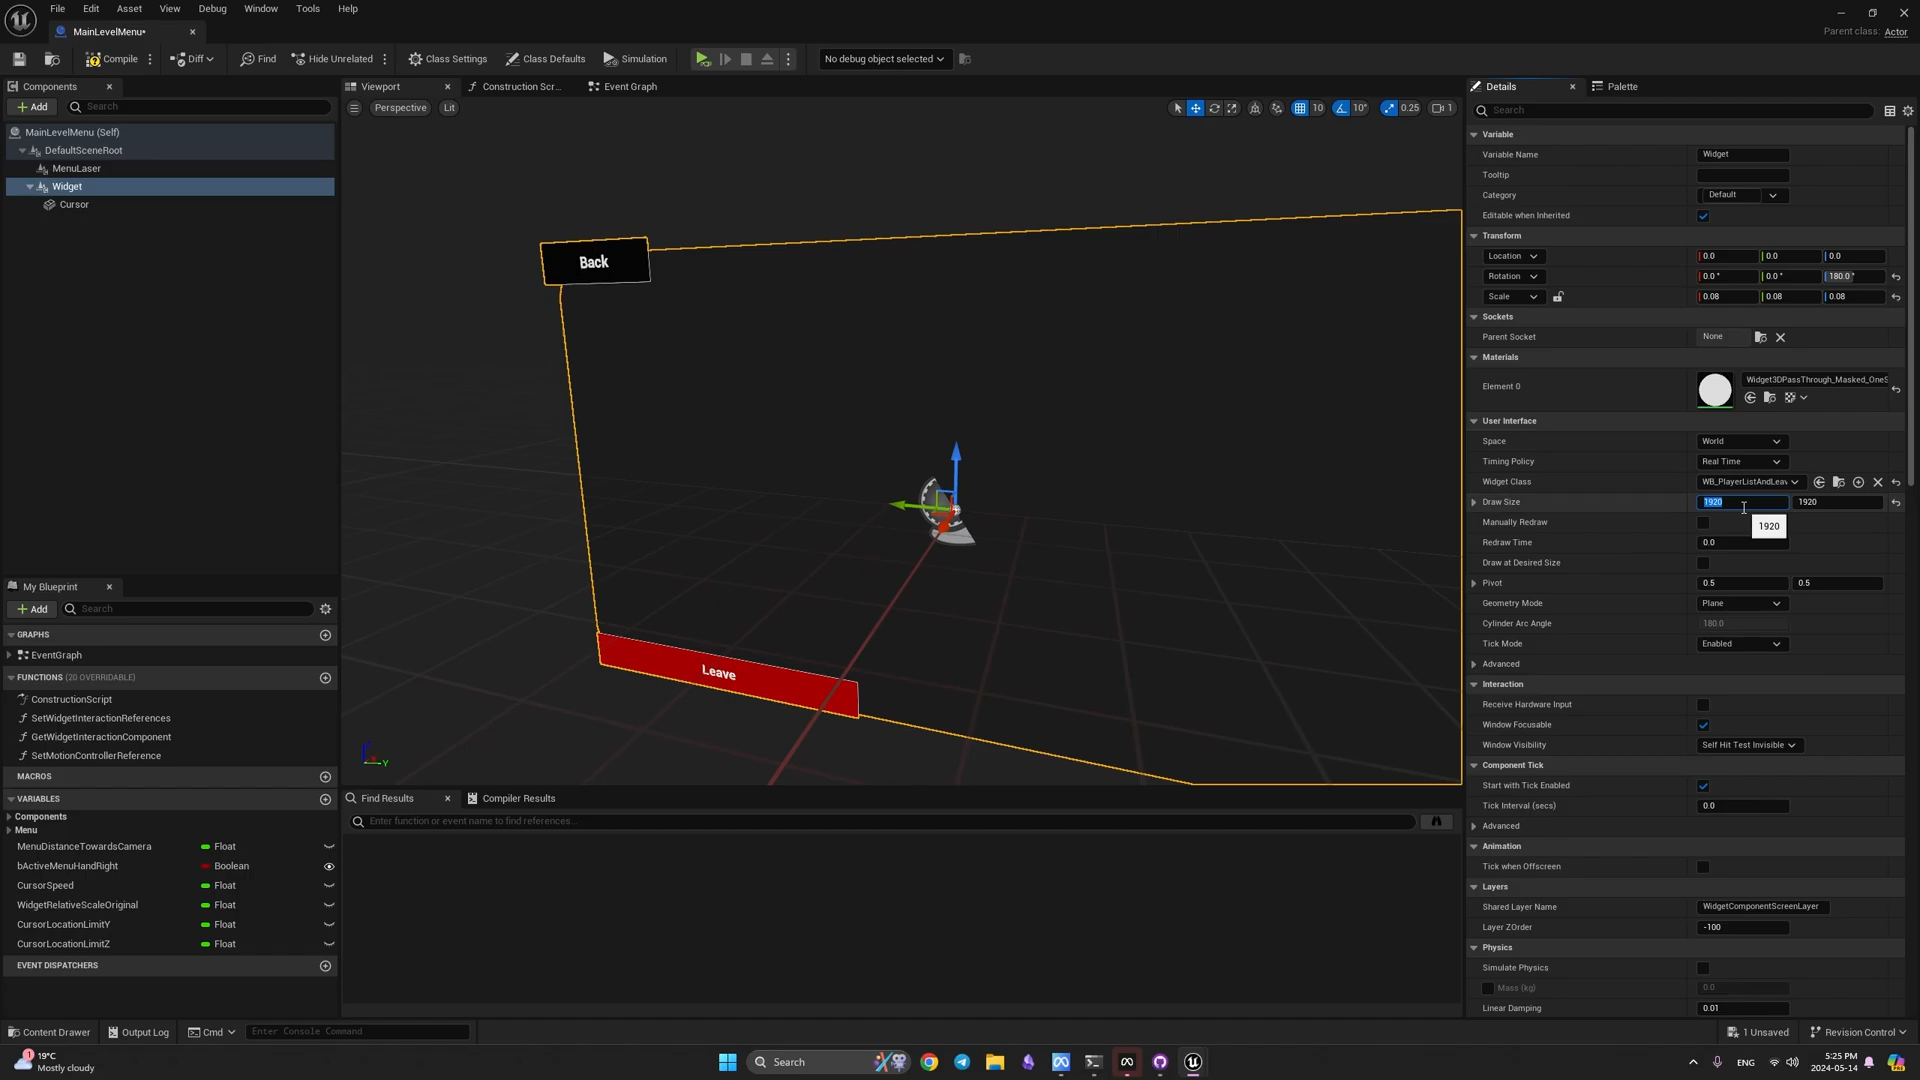 File Edit Asset View Debug Window Tools Help
MainLevelMenu*
Parent class: Actor
Compile Diff Find Hide Unrelated Class Settings Class Defaults Simulation No debug object selected
Components
Add Search
MainLevelMenu (Self)
DefaultSceneRoot
MenuLaser
Widget
Cursor
My Blueprint
Add Search
GRAPHS
EventGraph
FUNCTIONS (20 OVERRIDABLE)
ConstructionScript
SetWidgetInteractionReferences
GetWidgetInteractionComponent
SetMotionControllerReference
MACROS
VARIABLES
Components
Menu
MenuDistanceTowardsCamera Float
bActiveMenuHandRight Boolean
CursorSpeed Float
WidgetRelativeScaleOriginal Float
CursorLocationLimitY Float
CursorLocationLimitZ Float
EVENT DISPATCHERS
Viewport Construction Scr... Event Graph
Perspective Lit 10 10° 0.25 1
Back
Leave
Z
Y
Find Results Compiler Results
Enter function or event name to find references...
Details Palette
Search
Variable
Variable Name Widget
Tooltip
Category Default
Editable when Inherited
Transform
Location 0.0 0.0 0.0
Rotation 0.0 ° 0.0 ° 180.0 °
Scale 0.08 0.08 0.08
Sockets
Parent Socket None
Materials
Element 0 Widget3DPassThrough_Masked_OneS
User Interface
Space World
Timing Policy Real Time
Widget Class WB_PlayerListAndLeav
Draw Size 1920 1920
Manually Redraw
1920
Redraw Time 0.0
Draw at Desired Size
Pivot 0.5 0.5
Geometry Mode Plane
Cylinder Arc Angle 180.0
Tick Mode Enabled
Advanced
Interaction
Receive Hardware Input
Window Focusable
Window Visibility Self Hit Test Invisible
Component Tick
Start with Tick Enabled
Tick Interval (secs) 0.0
Advanced
Animation
Tick when Offscreen
Layers
Shared Layer Name WidgetComponentScreenLayer
Layer ZOrder -100
Physics
Simulate Physics
Mass (kg) 0.0
Linear Damping 0.01
Content Drawer Output Log Cmd Enter Console Command 1 Unsaved Revision Control
1 19°C
Mostly cloudy
Search
ENG
5:25 PM
2024-05-14